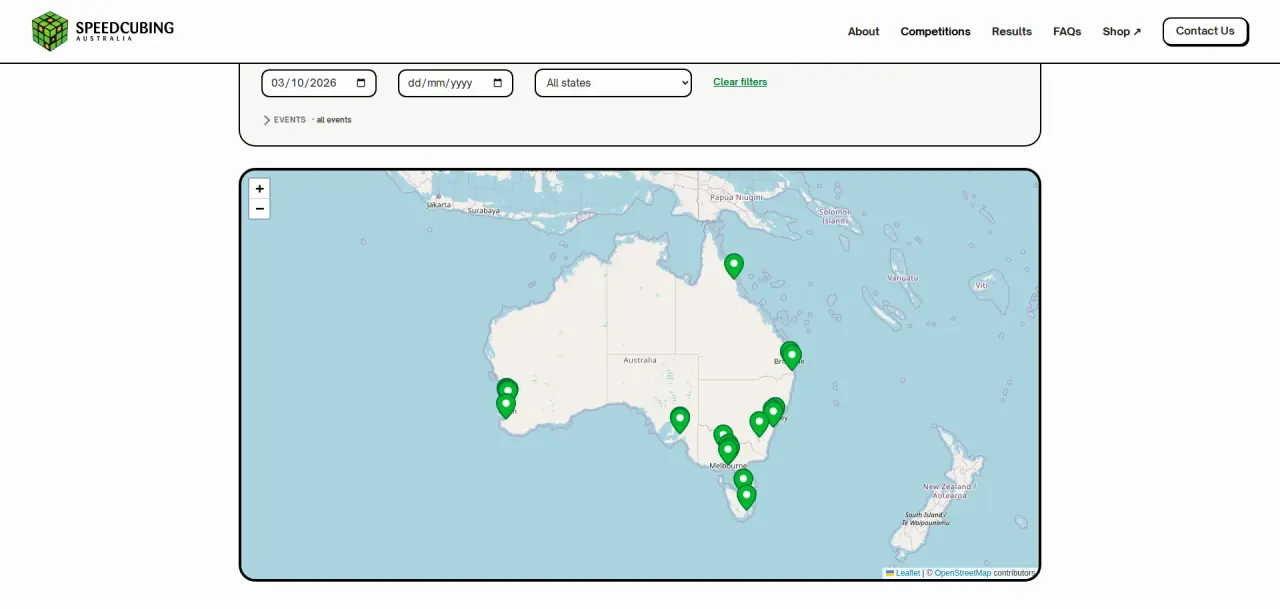 SPEEDCUBING
AUSTRALIA
About
Competitions
Results
FAQs
Shop ↗
Contact Us
03/10/2026
dd/mm/yyyy
All states
Clear filters
EVENTS · all events
+
−
Jakarta
Surabaya
Papua Niugini
Solomon
Islands
Vanuatu
Viti
Australia
Melbourne
New Zealand /
Aotearoa
South Island /
Te Waipounamu
Leaflet | © OpenStreetMap contributors